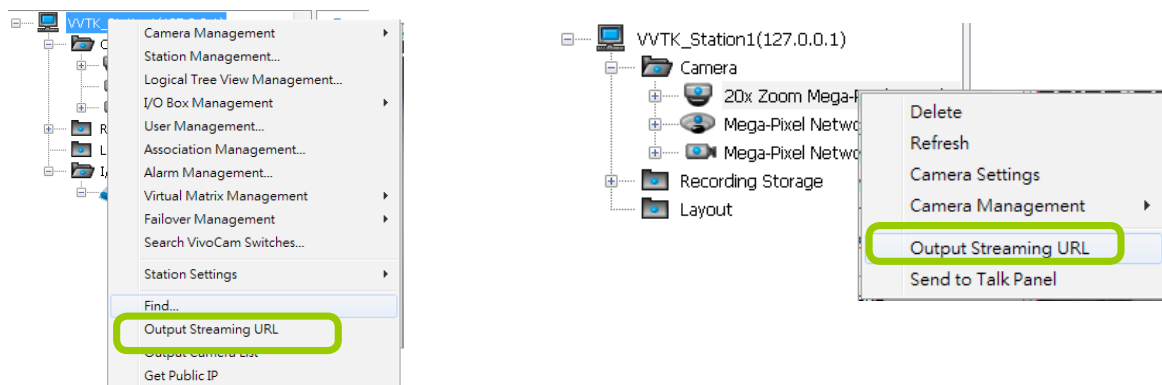 VVTK_Station1(127.0.0.1)
Camera Management
Station Management...
Logical Tree View Management...
I/O Box Management
User Management...
Association Management...
Alarm Management...
Virtual Matrix Management
Failover Management
Search VivoCam Switches...
Station Settings
Find...
Output Streaming URL
Output Camera List
Get Public IP
VVTK_Station1(127.0.0.1)
Camera
20x Zoom Mega-
Mega-Pixel Netwo
Mega-Pixel Netwo
Recording Storage
Layout
Delete
Refresh
Camera Settings
Camera Management
Output Streaming URL
Send to Talk Panel